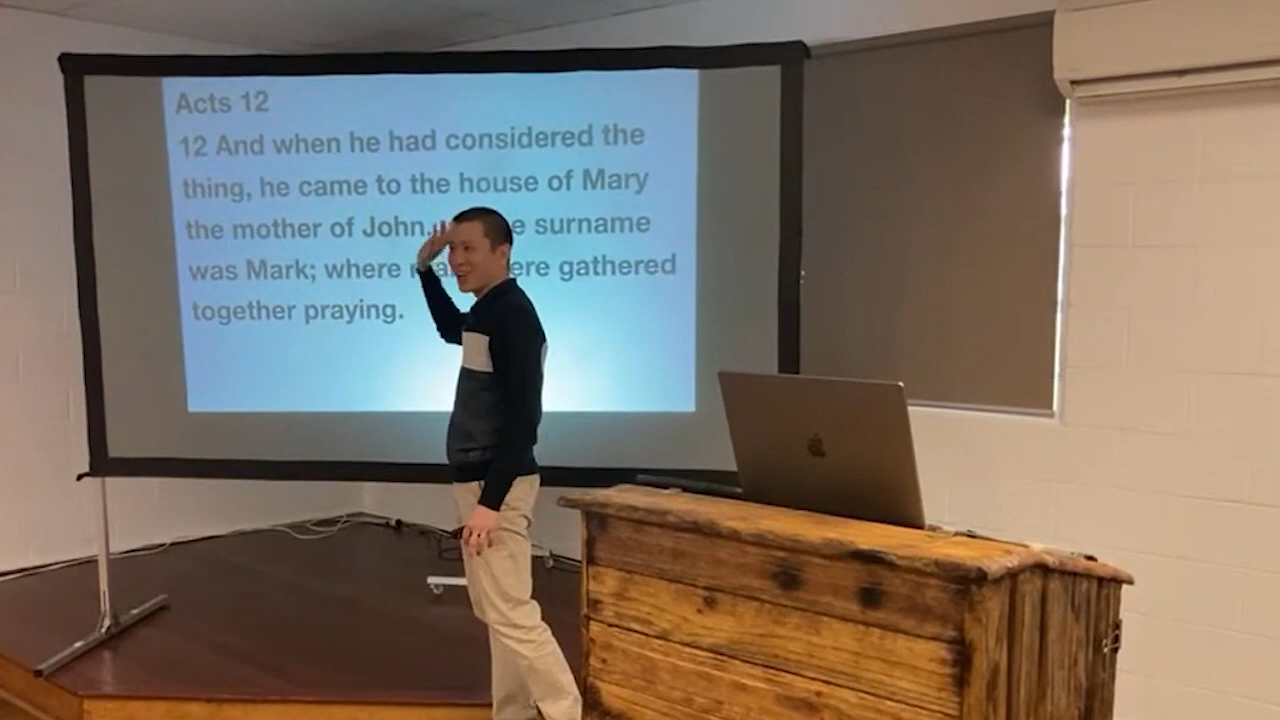 Acts 12
12 And when he had considered the
thing, he came to the house of Mary
the mother of John, surname
was Mark; where gathered
together praying.